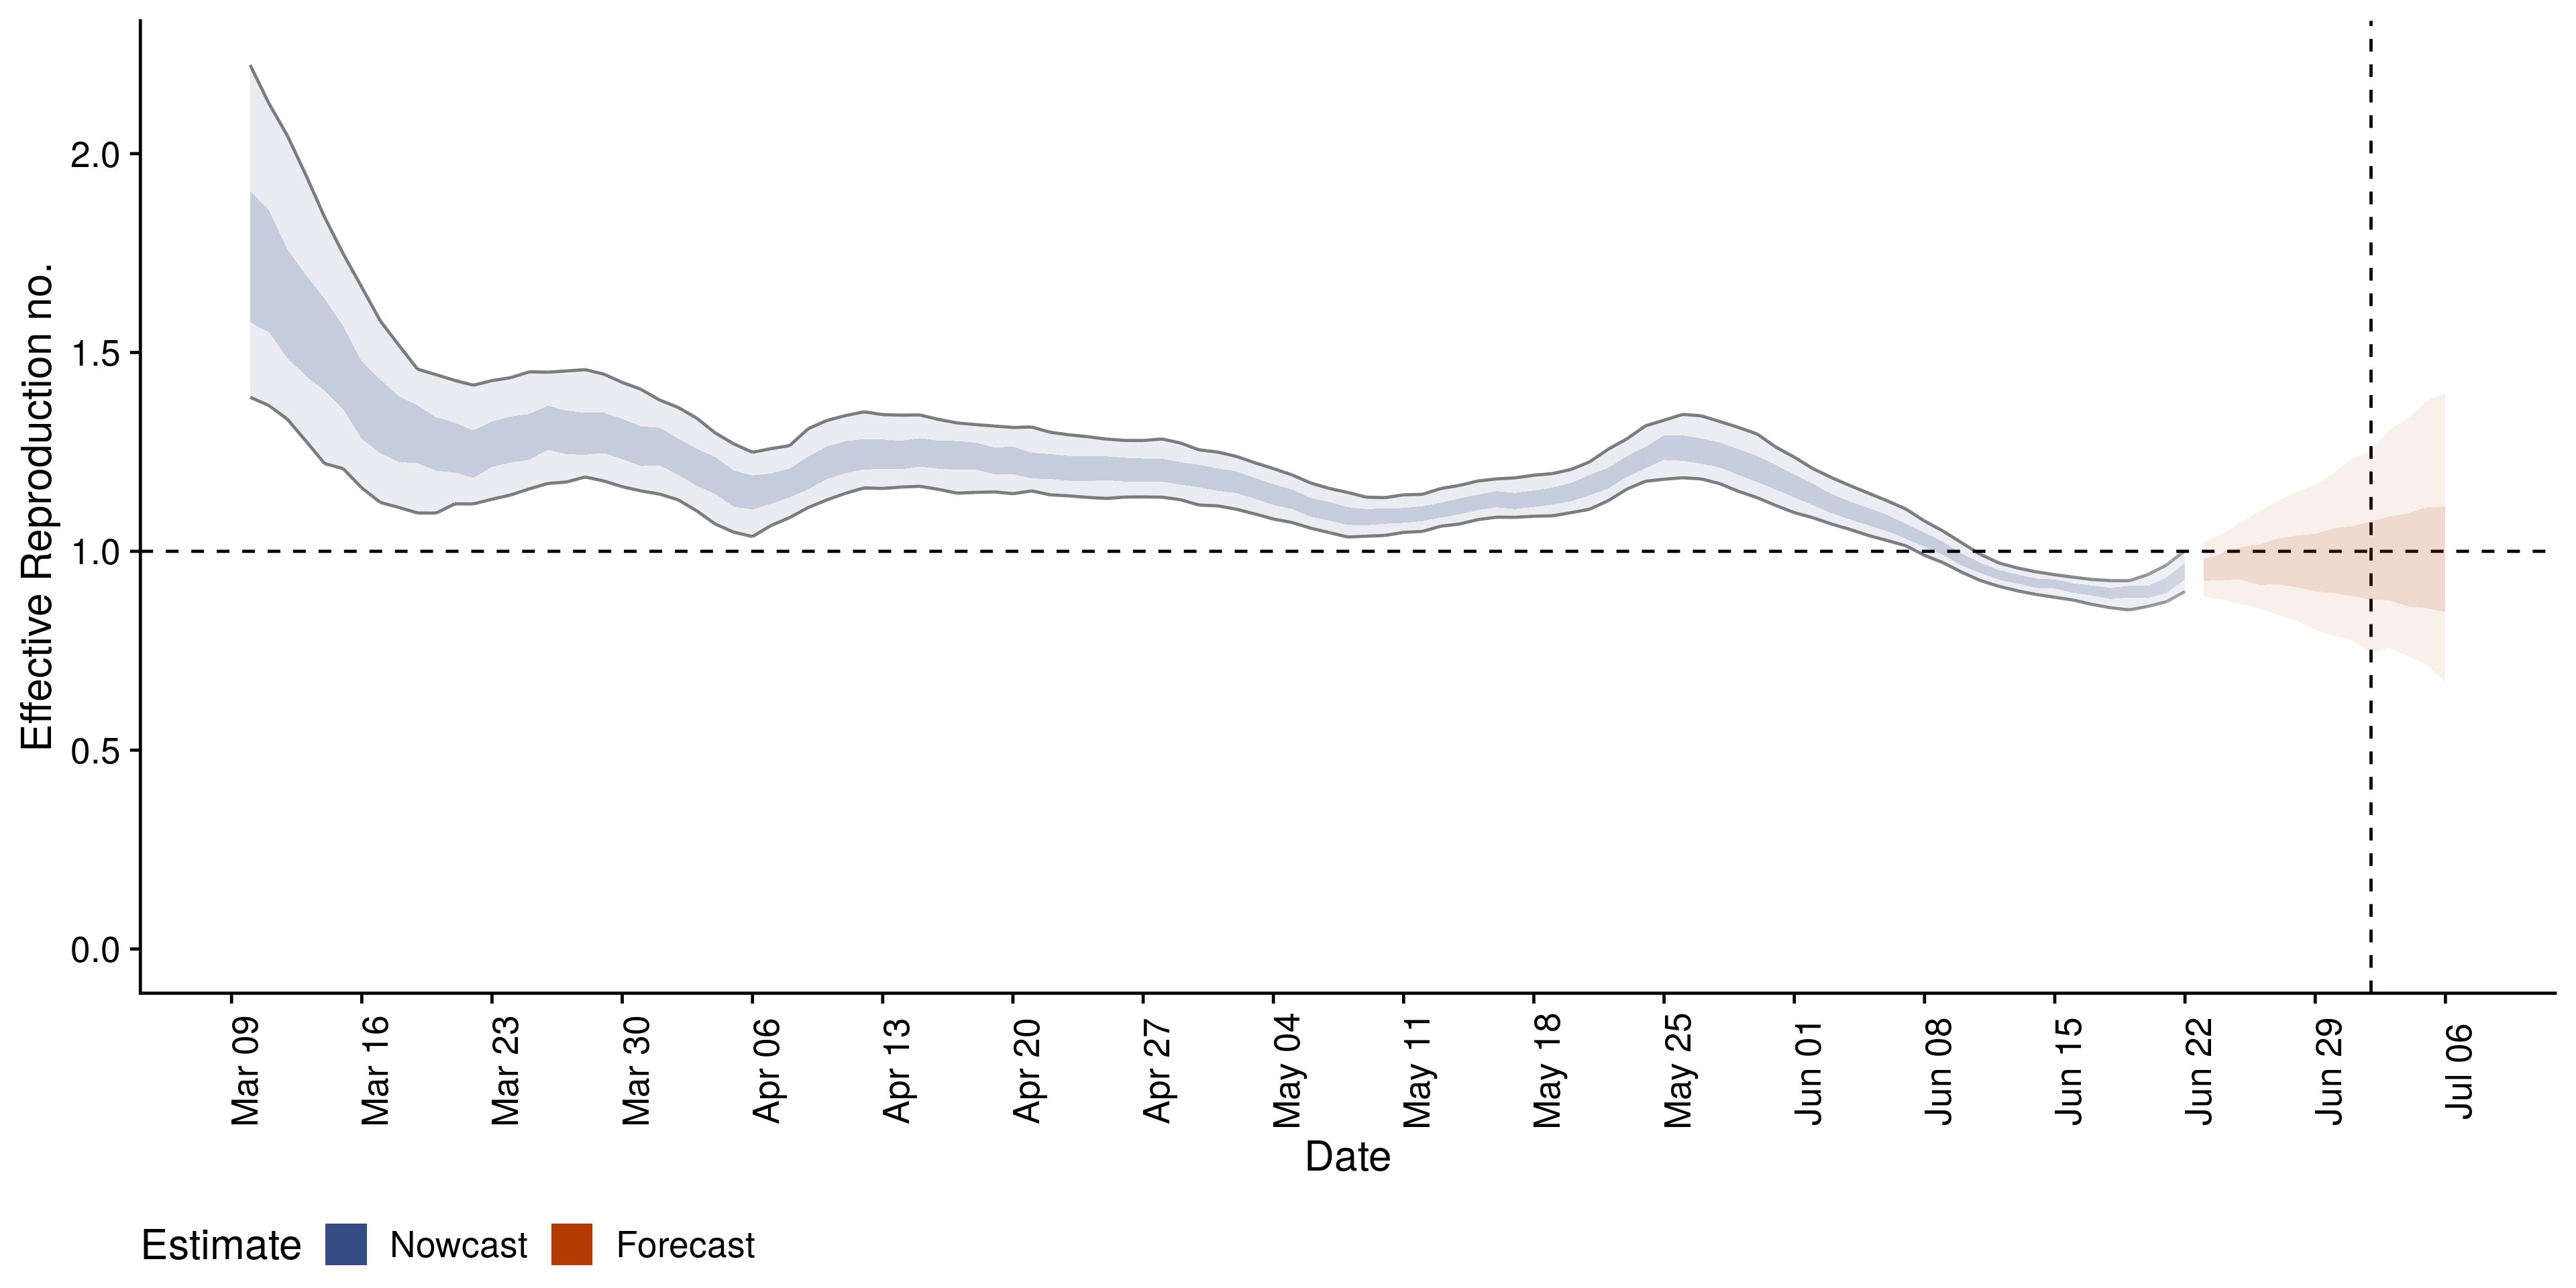 Effective Reproduction no.
2.0
1.5
1.0
0.5
0.0
Mar 09
Mar 16
Mar 23
Mar 30
Apr 06
Apr 13
Apr 20
Apr 27
May 04
May 11
May 18
May 25
Jun 01
Jun 08
Jun 15
Jun 22
Jun 29
Jul 06
Date
Estimate Nowcast Forecast